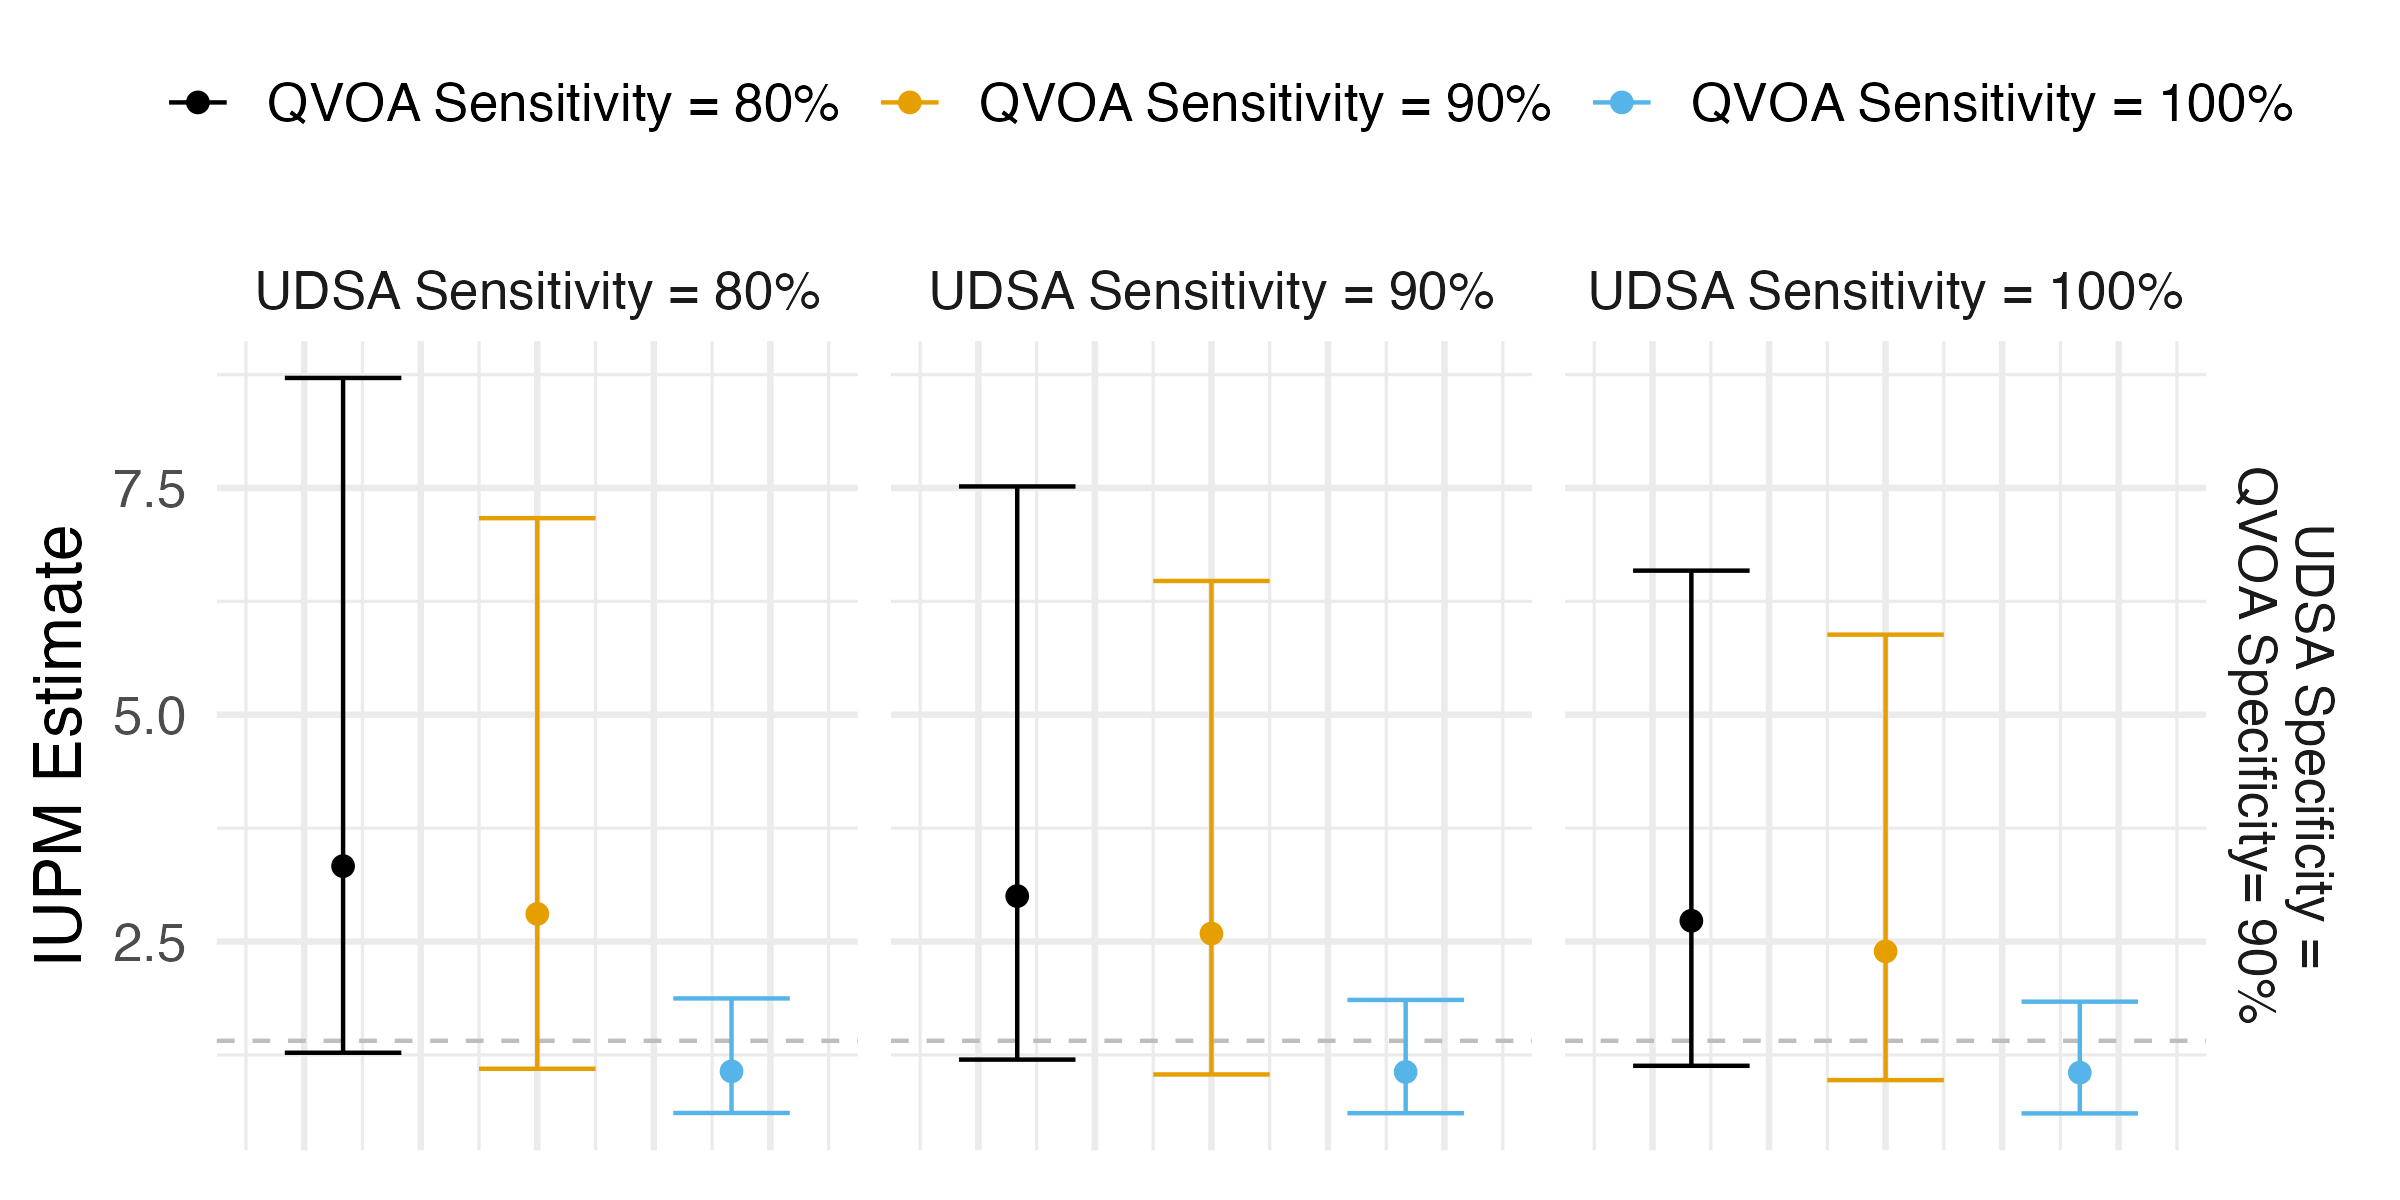 QVOA Sensitivity = 80%
QVOA Sensitivity = 90%
QVOA Sensitivity = 100%
UDSA Sensitivity = 80%
UDSA Sensitivity = 90%
UDSA Sensitivity = 100%
IUPM Estimate
7.5
5.0
2.5
UDSA Specificity =
QVOA Specificity= 90%